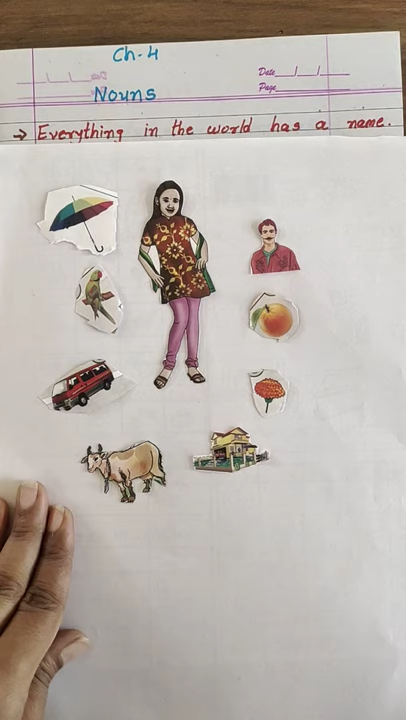 Ch-4
Date
Page
Nouns
→ Everything in the world has a name.